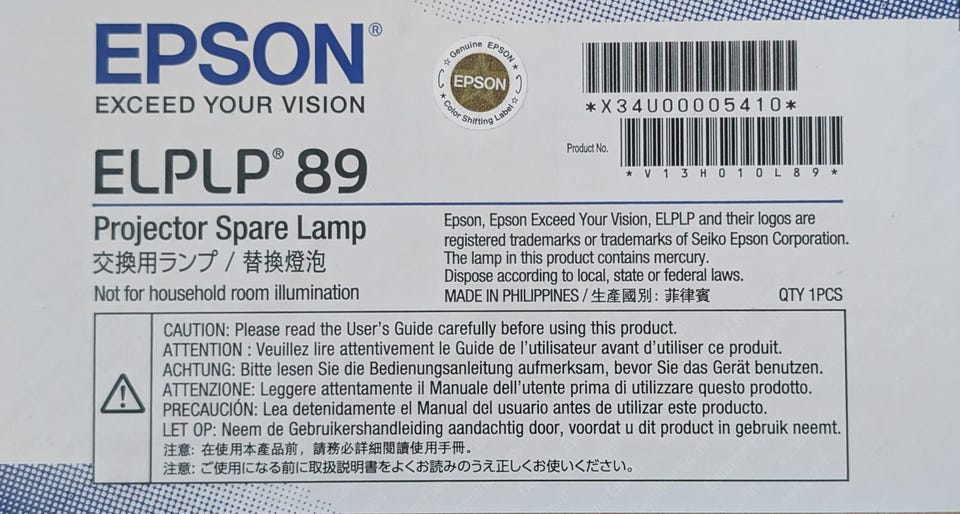 EPSON®
EXCEED YOUR VISION
Genuine EPSON
EPSON
Color Shifting Label
*X34U00005410*
Product No.
*V13H010L89*
ELPLP® 89
Projector Spare Lamp
交換用ランプ / 替換燈泡
Not for household room illumination
Epson, Epson Exceed Your Vision, ELPLP and their logos are
registered trademarks or trademarks of Seiko Epson Corporation.
The lamp in this product contains mercury.
Dispose according to local, state or federal laws.
MADE IN PHILIPPINES / 生產國別: 菲律賓 QTY 1PCS
CAUTION: Please read the User's Guide carefully before using this product.
ATTENTION : Veuillez lire attentivement le Guide de l'utilisateur avant d'utiliser ce produit.
ACHTUNG: Bitte lesen Sie die Bedienungsanleitung aufmerksam, bevor Sie das Gerät benutzen.
ATTENZIONE: Leggere attentamente il Manuale dell'utente prima di utilizzare questo prodotto.
PRECAUCIÓN: Lea detenidamente el Manual del usuario antes de utilizar este producto.
LET OP: Neem de Gebruikershandleiding aandachtig door, voordat u dit product in gebruik neemt.
注意: 在使用本產品前，請務必詳細閱讀使用手冊。
注意: ご使用になる前に取扱説明書をよくお読みのうえ正しくお使いください。